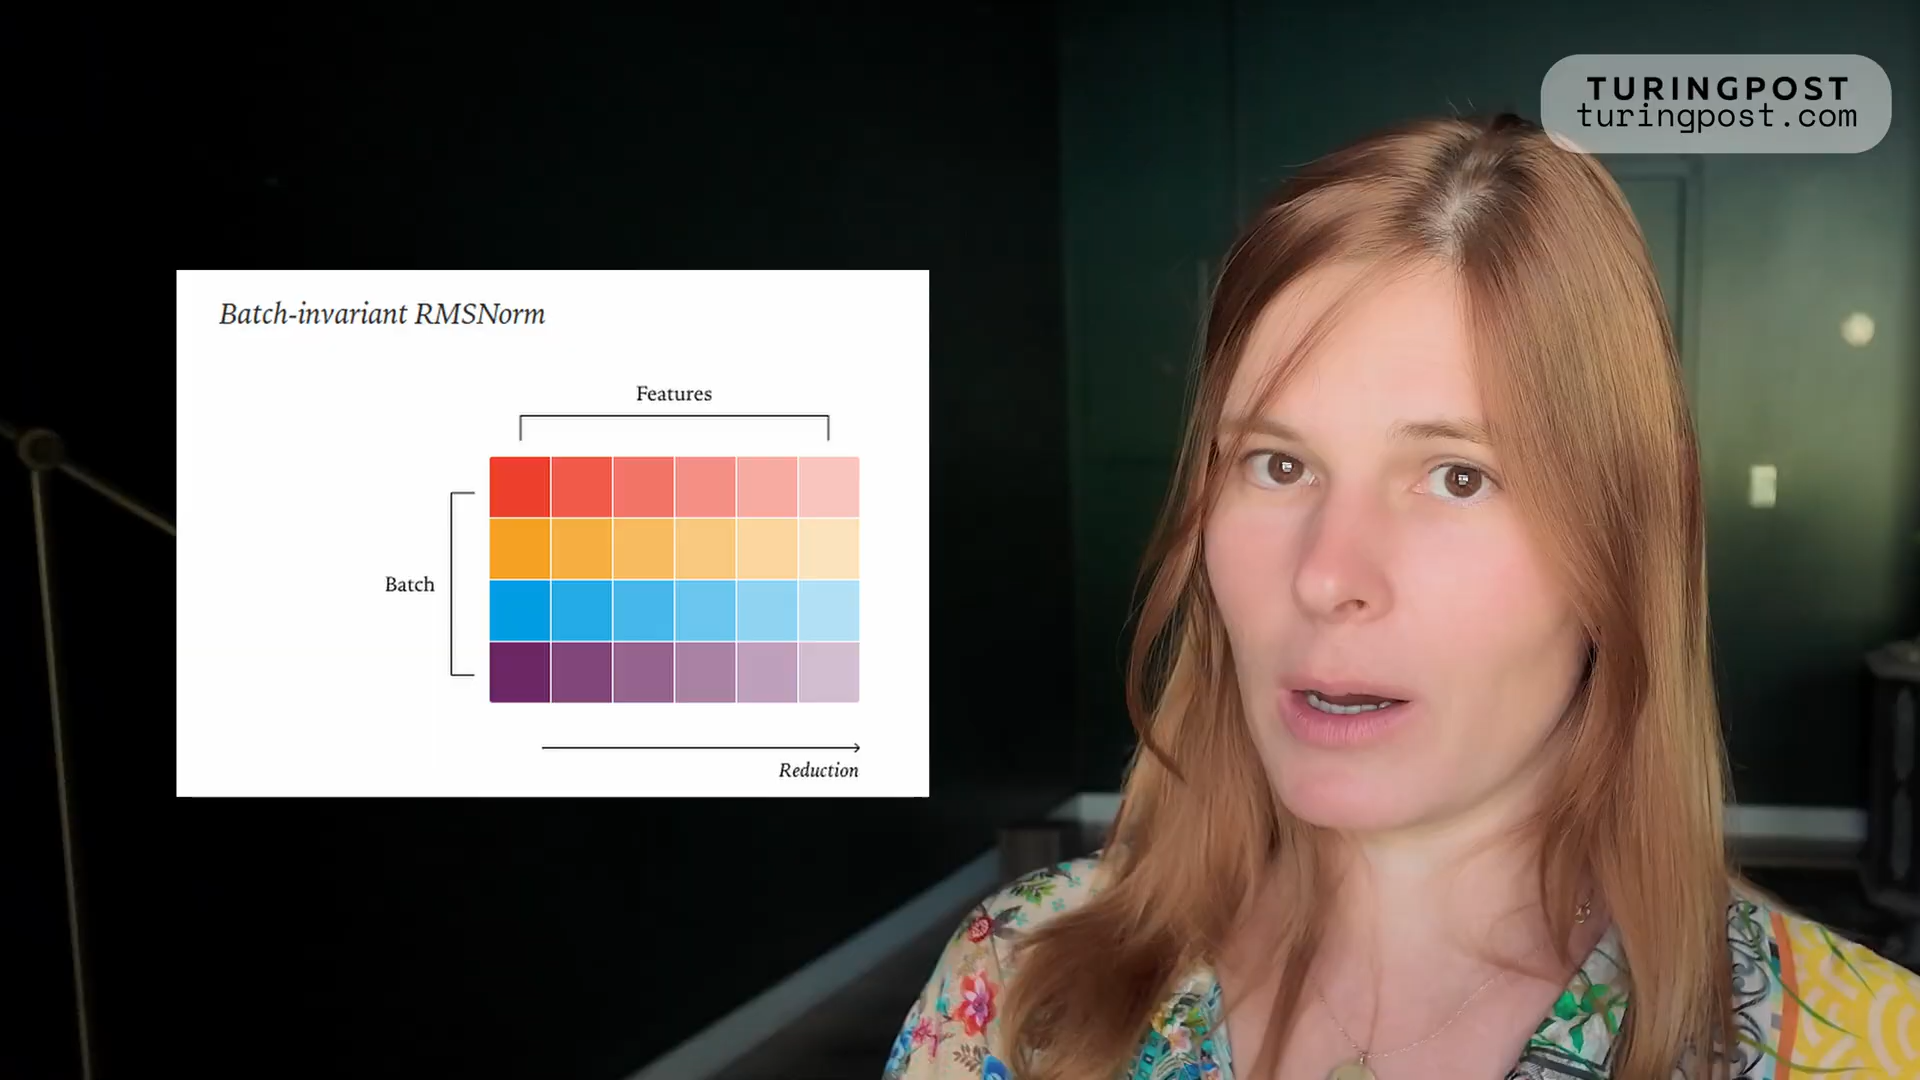 TURINGPOST
turingpost.com
Batch-invariant RMSNorm
Features
Batch
Reduction